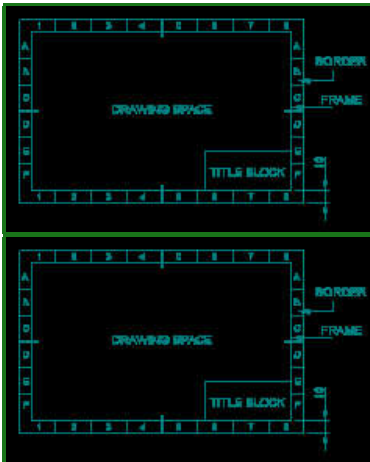 1 2 3 4 5 6 7 8
A A
BORDER
B B
C C
FRAME
DRAWING SPACE
D D
E E
TITLE BLOCK
F F
10
1 2 3 4 5 6 7 8
1 2 3 4 5 6 7 8
A A
BORDER
B B
C C
FRAME
DRAWING SPACE
D D
E E
TITLE BLOCK
F F
10
1 2 3 4 5 6 7 8